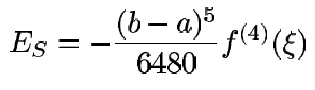 E_S = -\frac{(b-a)^5}{6480} f^{(4)}(\xi)